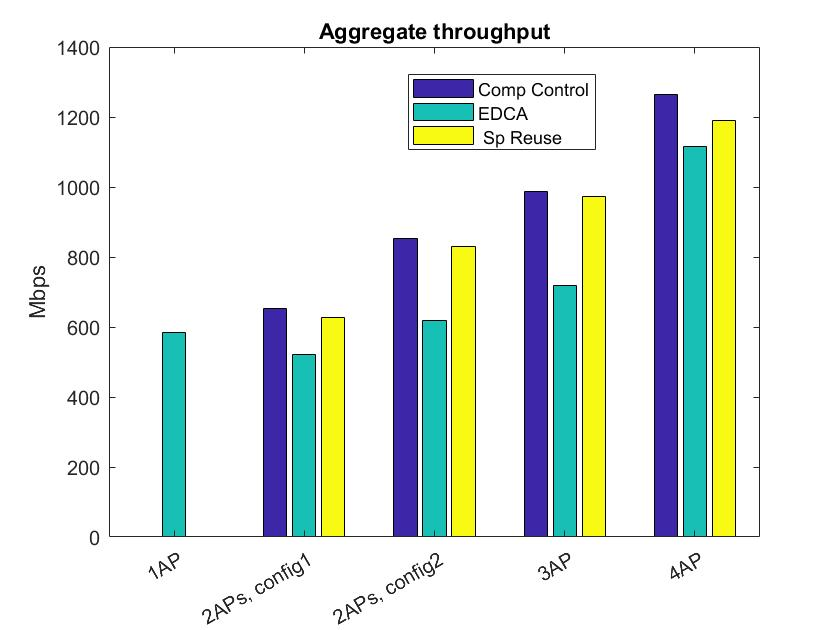 Aggregate throughput
1400
1200
1000
800
600
400
200
0
Mbps
Comp Control
EDCA
Sp Reuse
1AP
2APs, config1
2APs, config2
3AP
4AP